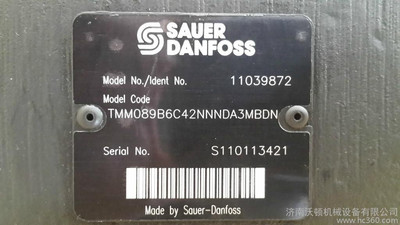 SAUER
DANFOSS
Model No./Ident No. 11039872
Model Code
TMM089B6C42NNNDA3MBDN
Serial No. S110113421
Made by Sauer-Danfoss
济南沃顿机械设备有限公司
http://www.hc360.com